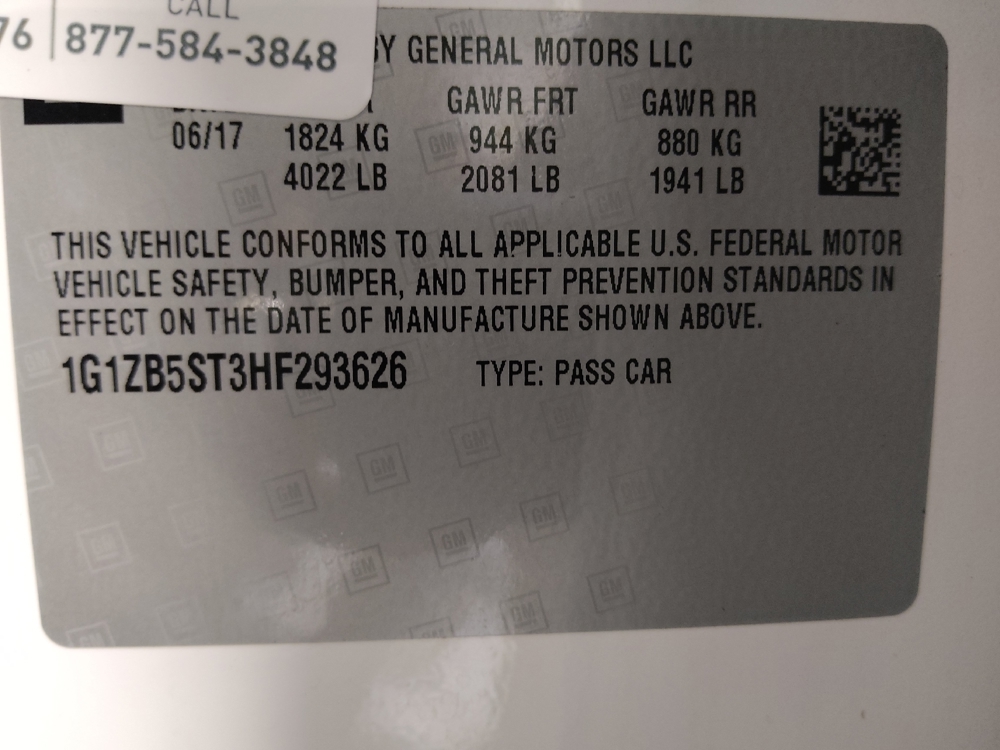 CALL
76 | 877-584-3848
BY GENERAL MOTORS LLC
GAWR FRT GAWR RR
06/17 1824 KG 944 KG 880 KG
4022 LB 2081 LB 1941 LB
THIS VEHICLE CONFORMS TO ALL APPLICABLE U.S. FEDERAL MOTOR
VEHICLE SAFETY, BUMPER, AND THEFT PREVENTION STANDARDS IN
EFFECT ON THE DATE OF MANUFACTURE SHOWN ABOVE.
1G1ZB5ST3HF293626 TYPE: PASS CAR